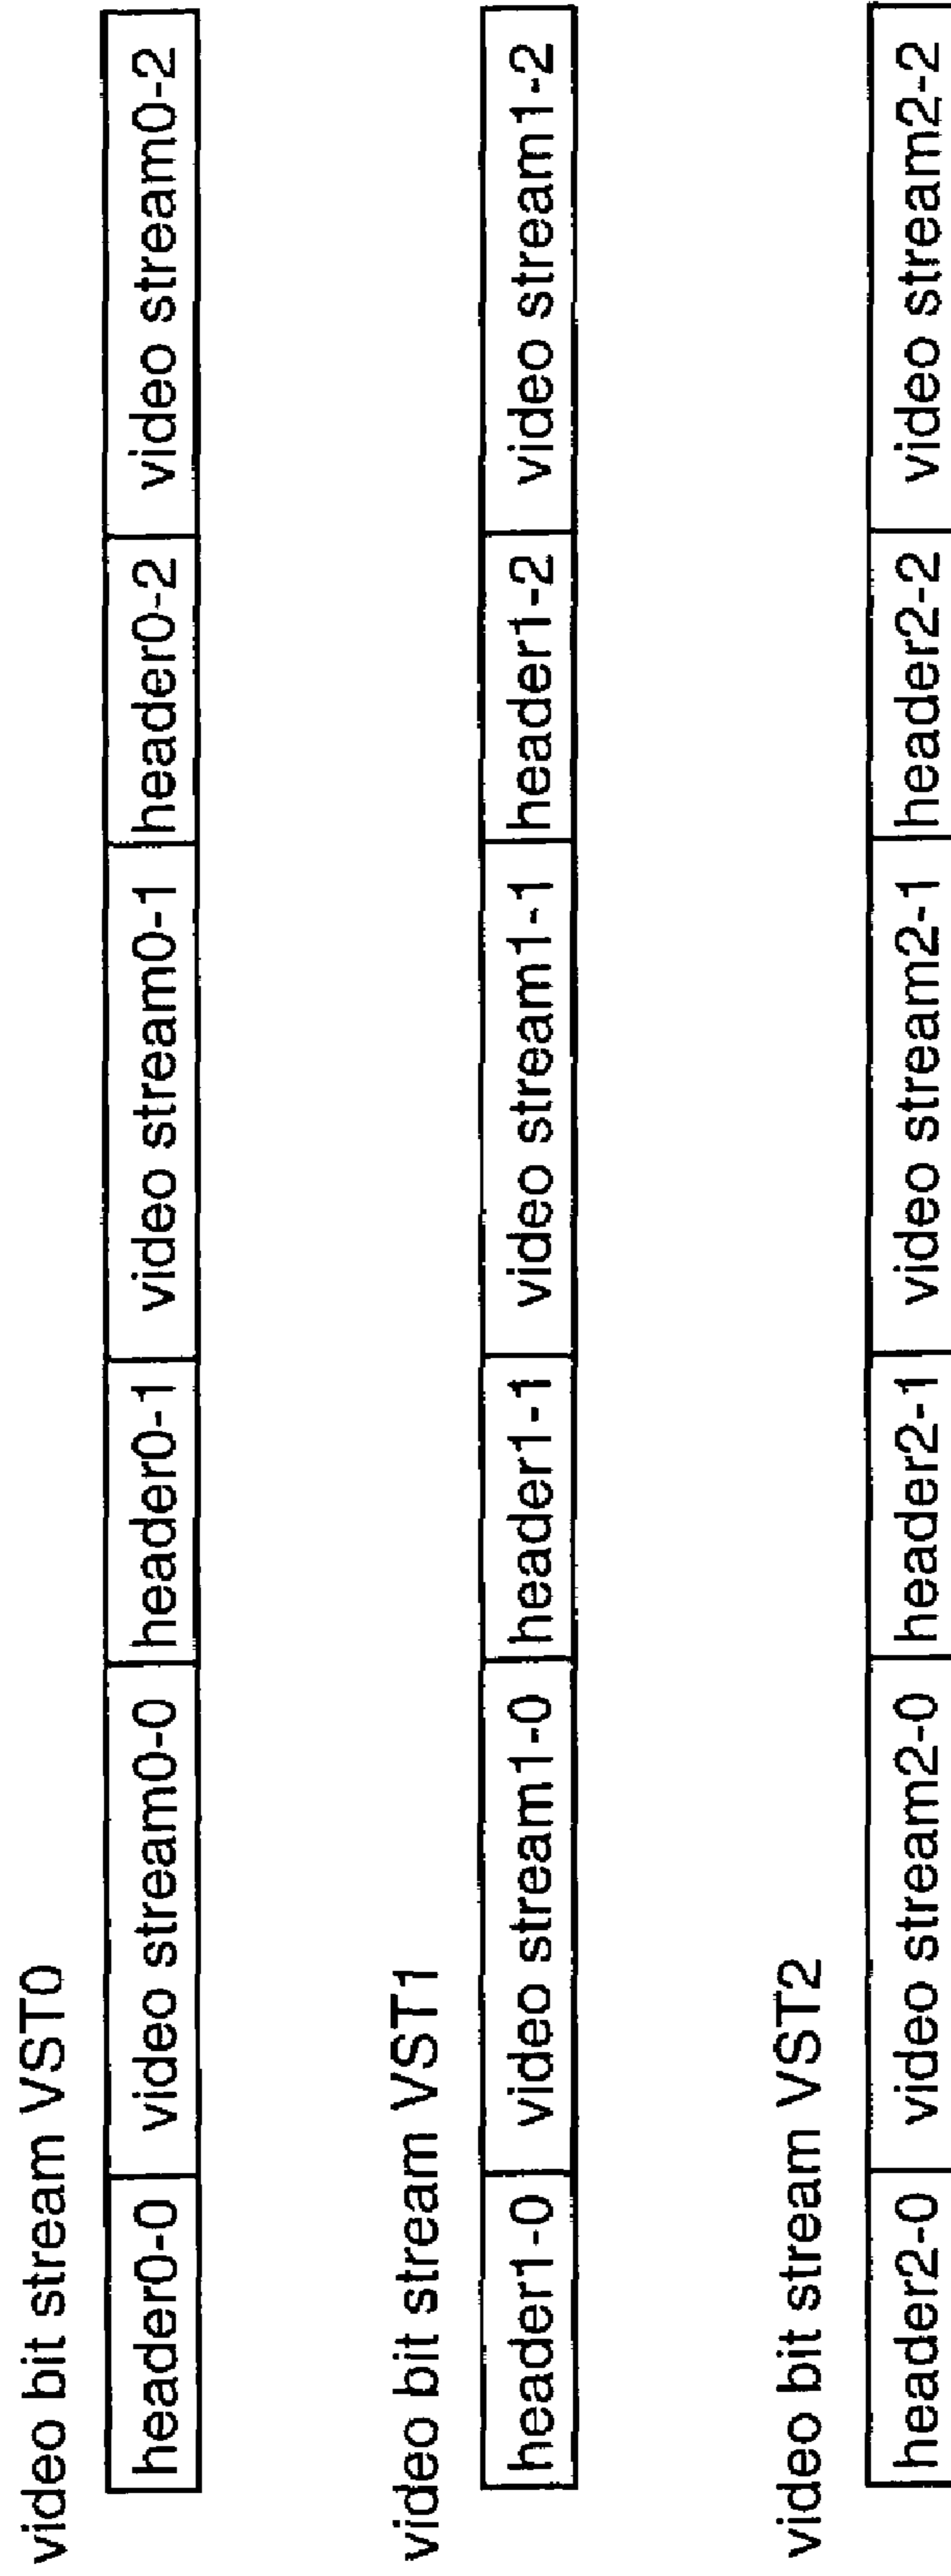 video bit stream VST0
header0-0 video stream0-0 header0-1 video stream0-1 header0-2 video stream0-2
video bit stream VST1
header1-0 video stream1-0 header1-1 video stream1-1 header1-2 video stream1-2
video bit stream VST2
header2-0 video stream2-0 header2-1 video stream2-1 header2-2 video stream2-2